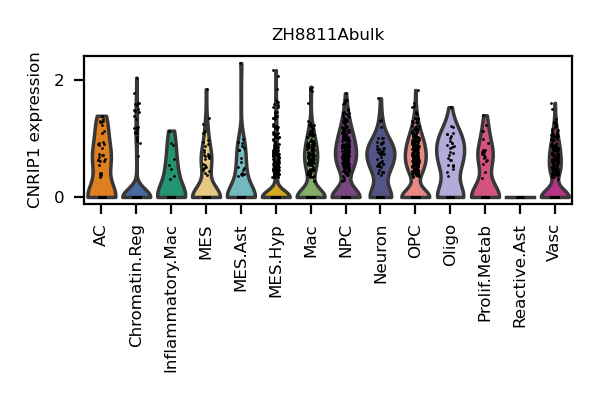 ZH8811Abulk
CNRIP1 expression
2
0
AC
Chromatin.Reg
Inflammatory.Mac
MES
MES.Ast
MES.Hyp
Mac
NPC
Neuron
OPC
Oligo
Prolif.Metab
Reactive.Ast
Vasc